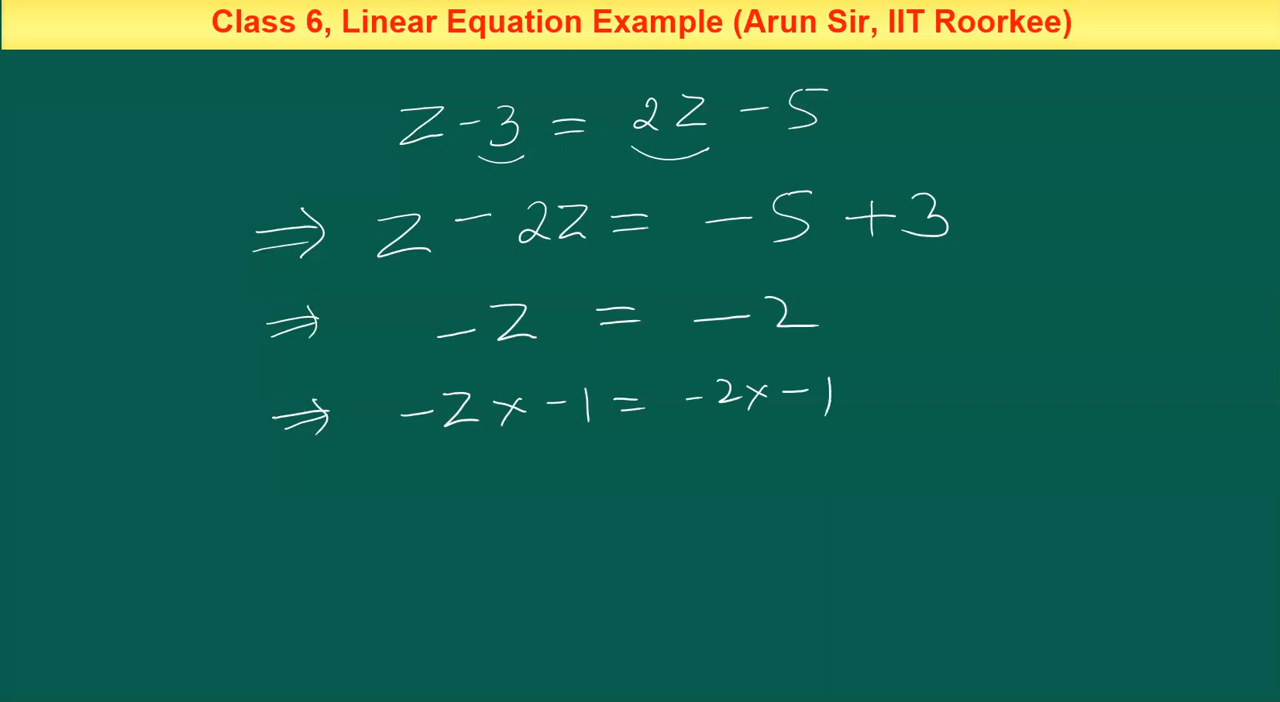 Class 6, Linear Equation Example (Arun Sir, IIT Roorkee)
z - 3 = 2z - 5
⇒ z - 2z = - 5 + 3
⇒ - z = - 2
⇒ - z x - 1 = - 2 x - 1